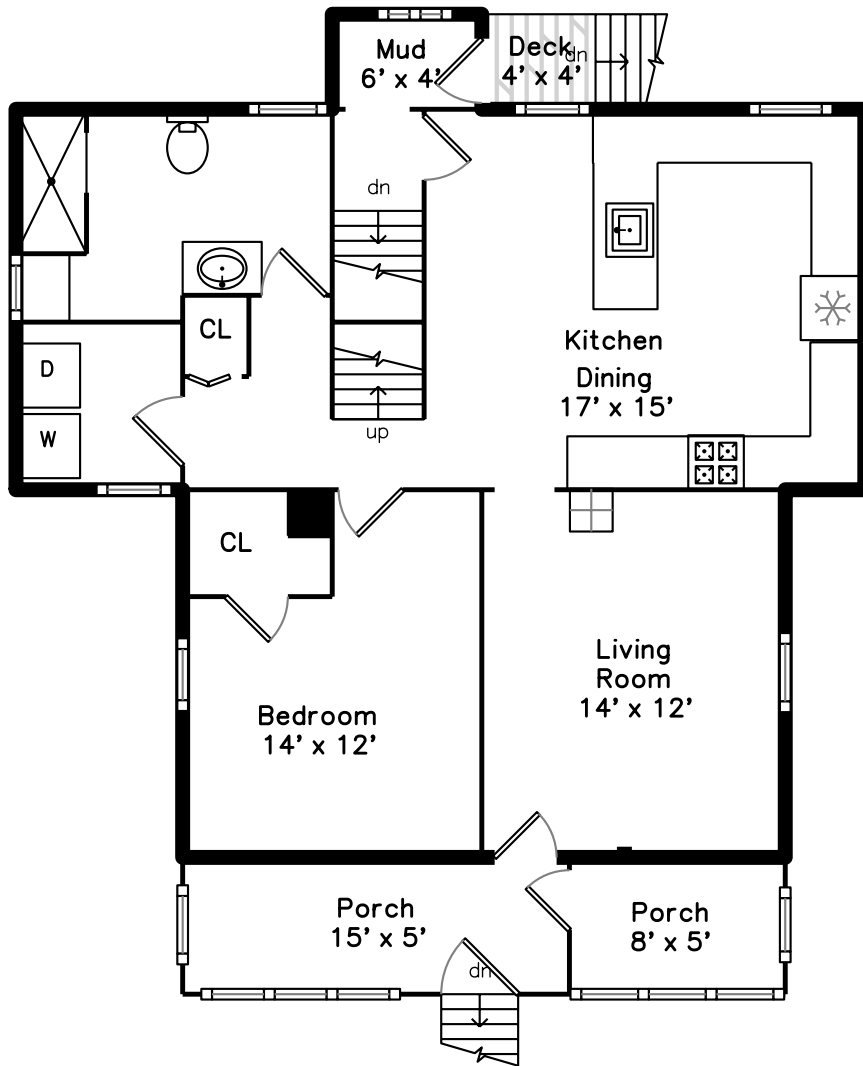 Mud
6' x 4'
Deck
dn
4' x 4'
dn
CL
Kitchen
Dining
17' x 15'
D
W
up
CL
Living
Room
14' x 12'
Bedroom
14' x 12'
Porch
15' x 5'
Porch
8' x 5'
dn